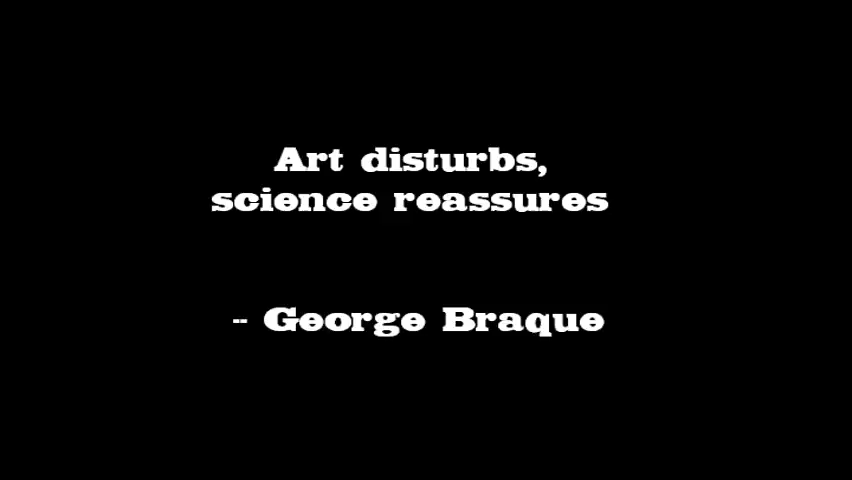 Art disturbs,
science reassures
-- George Braque